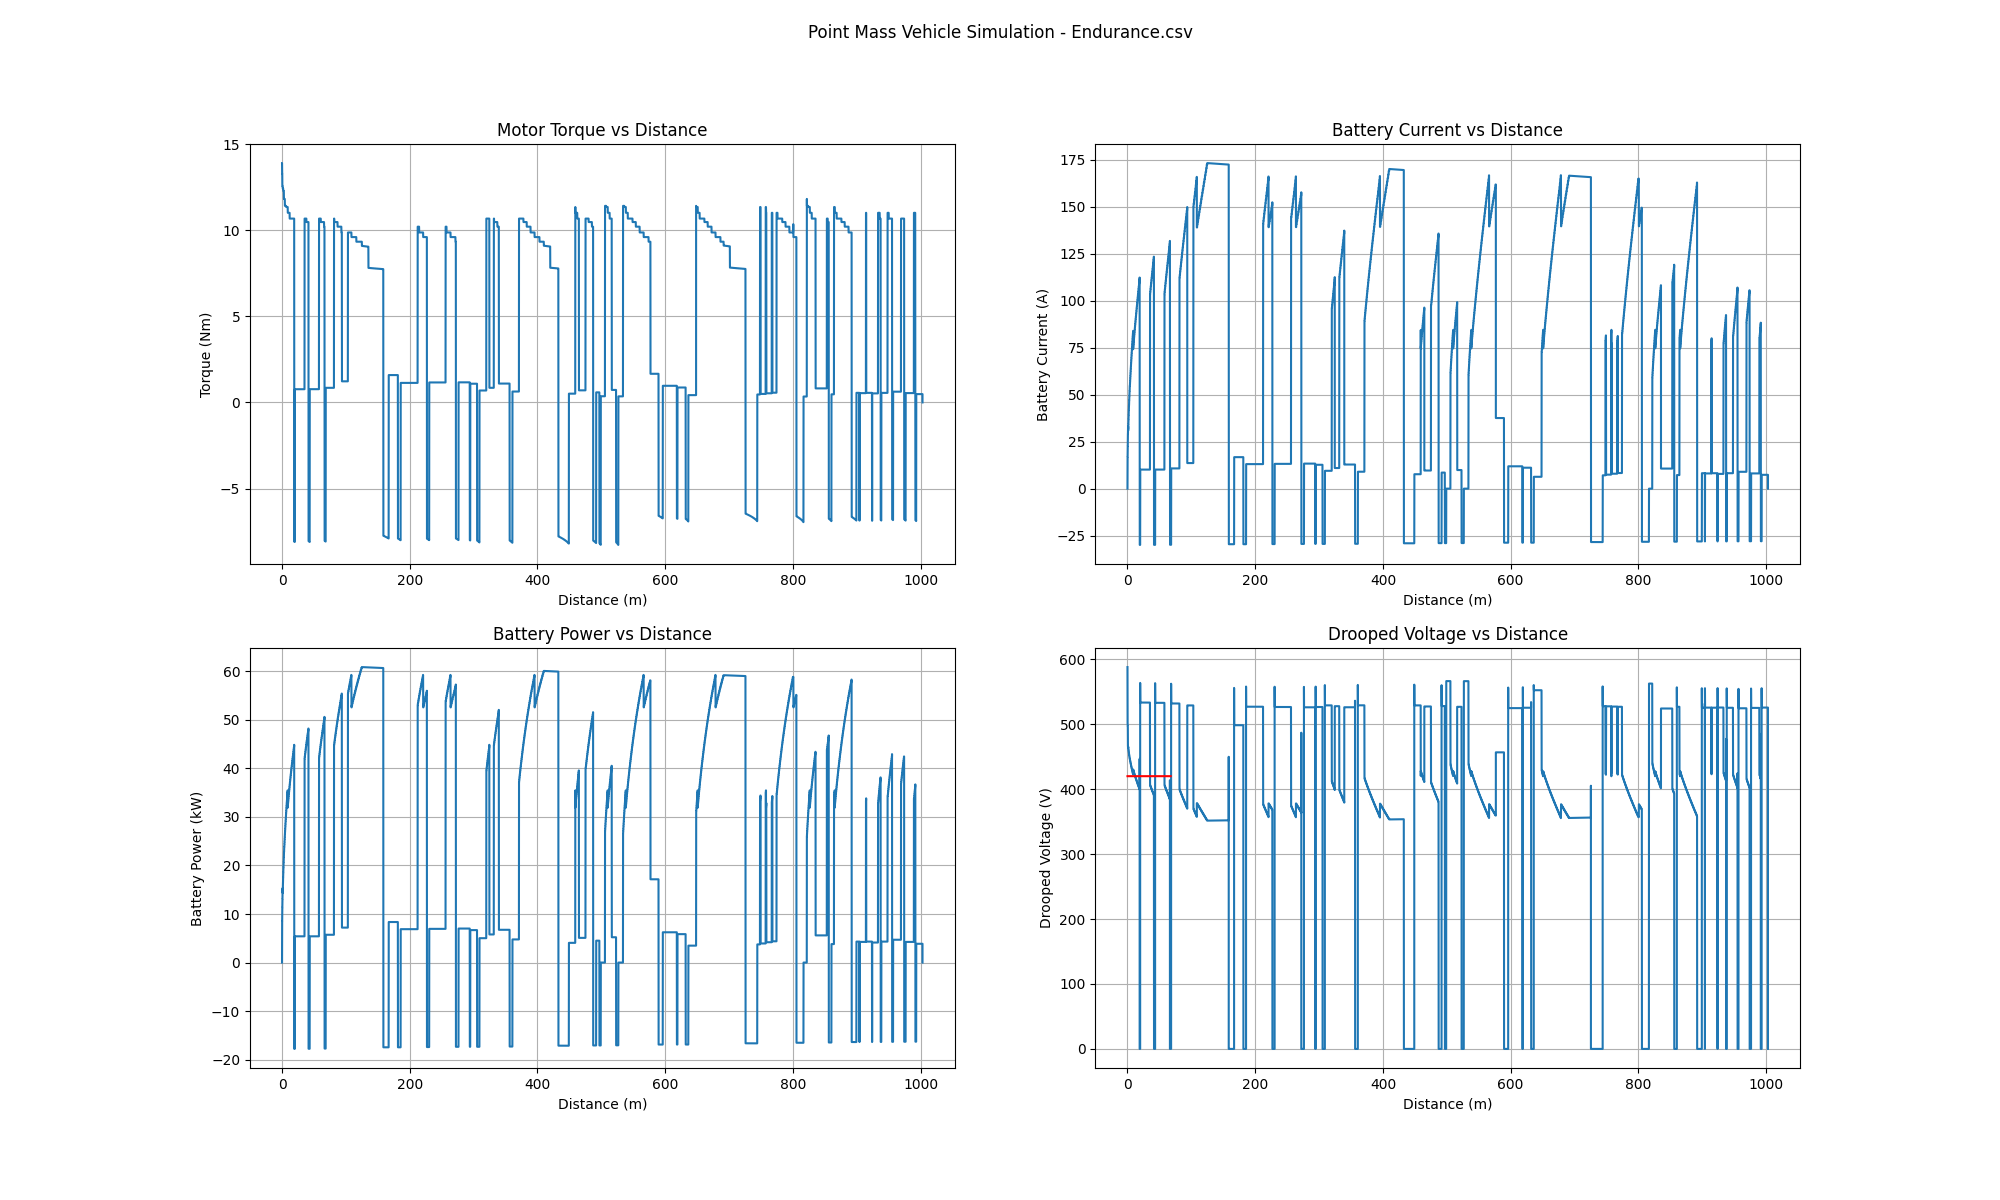 Point Mass Vehicle Simulation - Endurance.csv
Motor Torque vs Distance
15
10
5
0
−5
Torque (Nm)
0 200 400 600 800 1000
Distance (m)
Battery Current vs Distance
175
150
125
100
75
50
25
0
−25
Battery Current (A)
0 200 400 600 800 1000
Distance (m)
Battery Power vs Distance
60
50
40
30
20
10
0
−10
−20
Battery Power (kW)
0 200 400 600 800 1000
Distance (m)
Drooped Voltage vs Distance
600
500
400
300
200
100
0
Drooped Voltage (V)
0 200 400 600 800 1000
Distance (m)